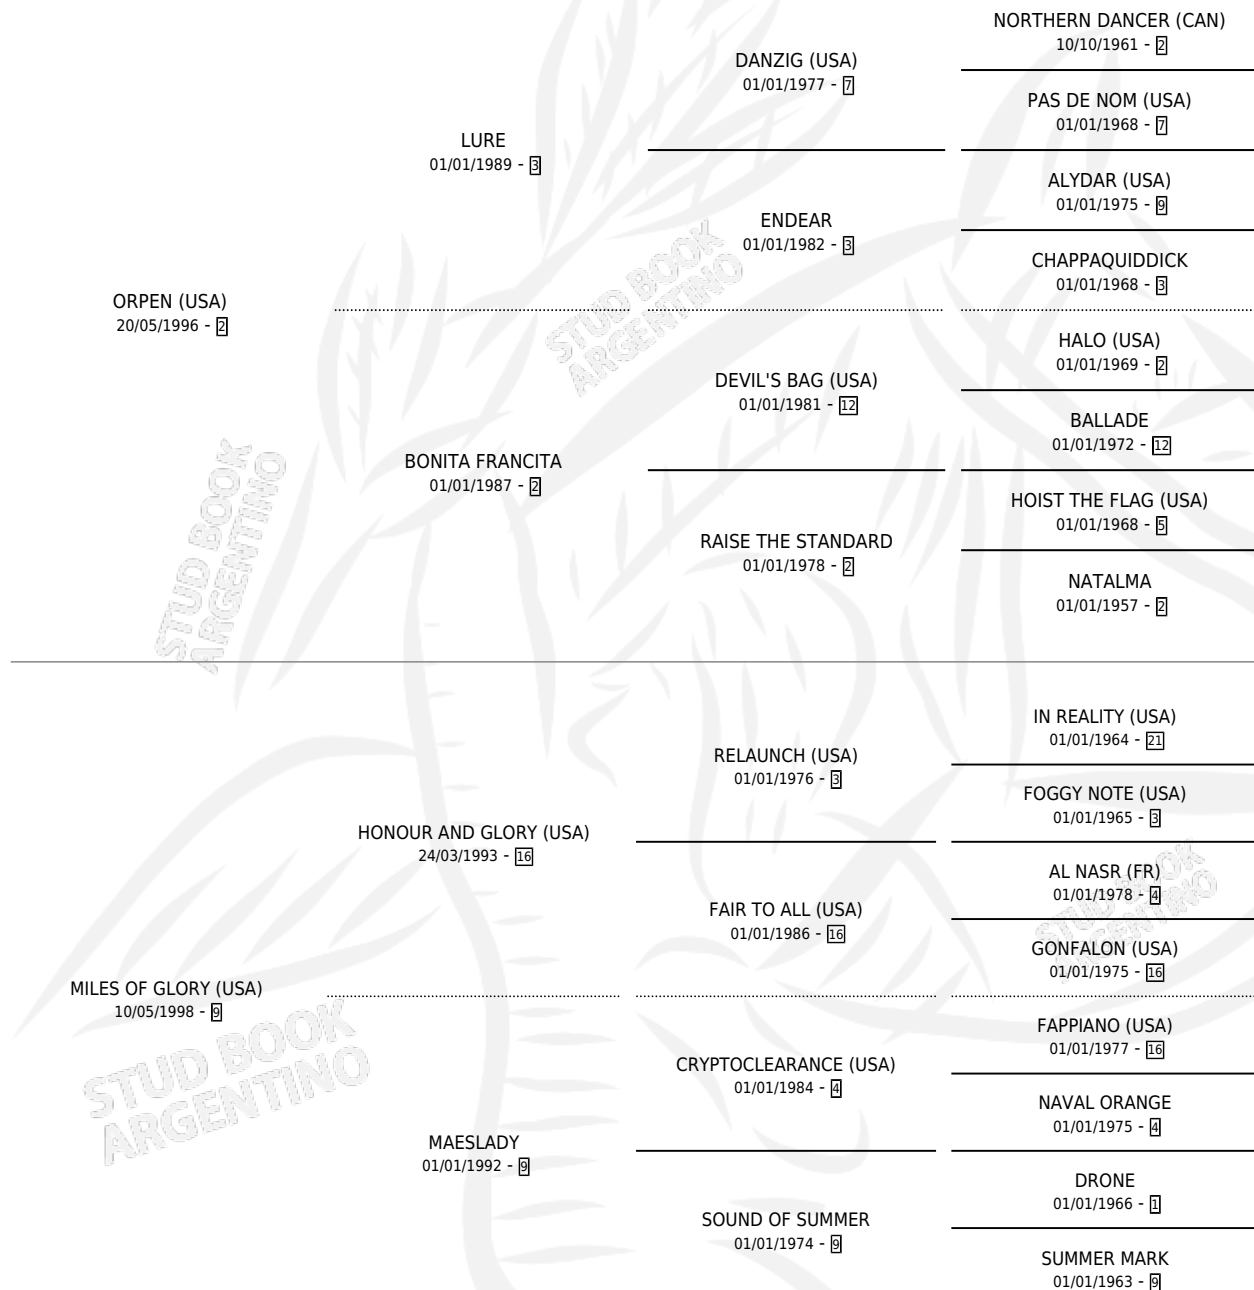 NORTHERN DANCER (CAN)
10/10/1961 - 2
DANZIG (USA)
01/01/1977 - 7
PAS DE NOM (USA)
01/01/1968 - 7
LURE
01/01/1989 - 3
ALYDAR (USA)
01/01/1975 - 9
ENDEAR
01/01/1982 - 3
CHAPPAQUIDDICK
01/01/1968 - 3
ORPEN (USA)
20/05/1996 - 2
HALO (USA)
01/01/1969 - 2
DEVIL'S BAG (USA)
01/01/1981 - 12
BALLADE
01/01/1972 - 12
BONITA FRANCITA
01/01/1987 - 2
HOIST THE FLAG (USA)
01/01/1968 - 5
RAISE THE STANDARD
01/01/1978 - 2
NATALMA
01/01/1957 - 2
IN REALITY (USA)
01/01/1964 - 21
RELAUNCH (USA)
01/01/1976 - 3
FOGGY NOTE (USA)
01/01/1965 - 3
HONOUR AND GLORY (USA)
24/03/1993 - 16
AL NASR (FR)
01/01/1978 - 4
FAIR TO ALL (USA)
01/01/1986 - 16
GONFALON (USA)
01/01/1975 - 16
MILES OF GLORY (USA)
10/05/1998 - 9
FAPPIANO (USA)
01/01/1977 - 16
CRYPTOCLEARANCE (USA)
01/01/1984 - 4
NAVAL ORANGE
01/01/1975 - 4
MAESLADY
01/01/1992 - 9
DRONE
01/01/1966 - 1
SOUND OF SUMMER
01/01/1974 - 9
SUMMER MARK
01/01/1963 - 9
STUD BOOK
ARGENTINO
STUD BOOK
ARGENTINO
STUD BOOK
ARGENTINO
STUD BOOK
ARGENTINO